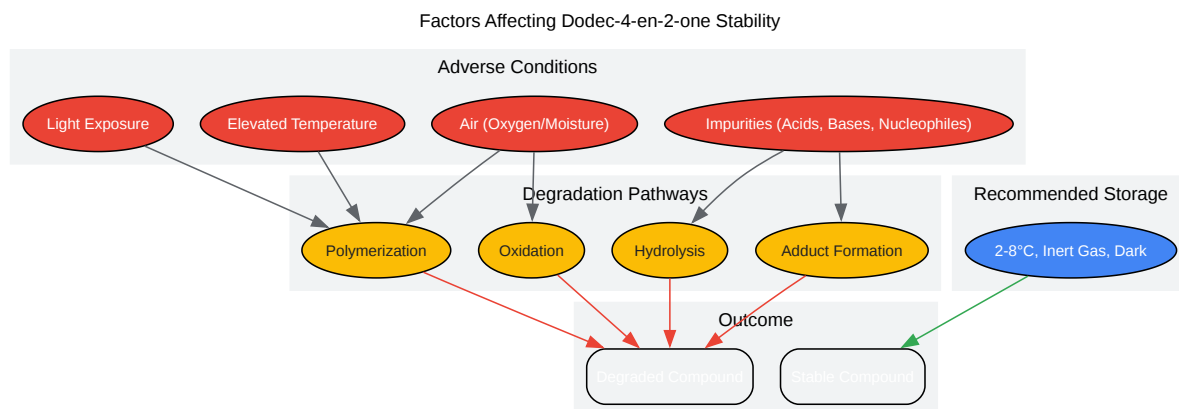 Factors Affecting Dodec-4-en-2-one Stability
Adverse Conditions
Light Exposure
Elevated Temperature
Air (Oxygen/Moisture)
Impurities (Acids, Bases, Nucleophiles)
Degradation Pathways
Recommended Storage
Polymerization
Oxidation
Hydrolysis
Adduct Formation
2-8°C, Inert Gas, Dark
Outcome
Degraded Compound
Stable Compound